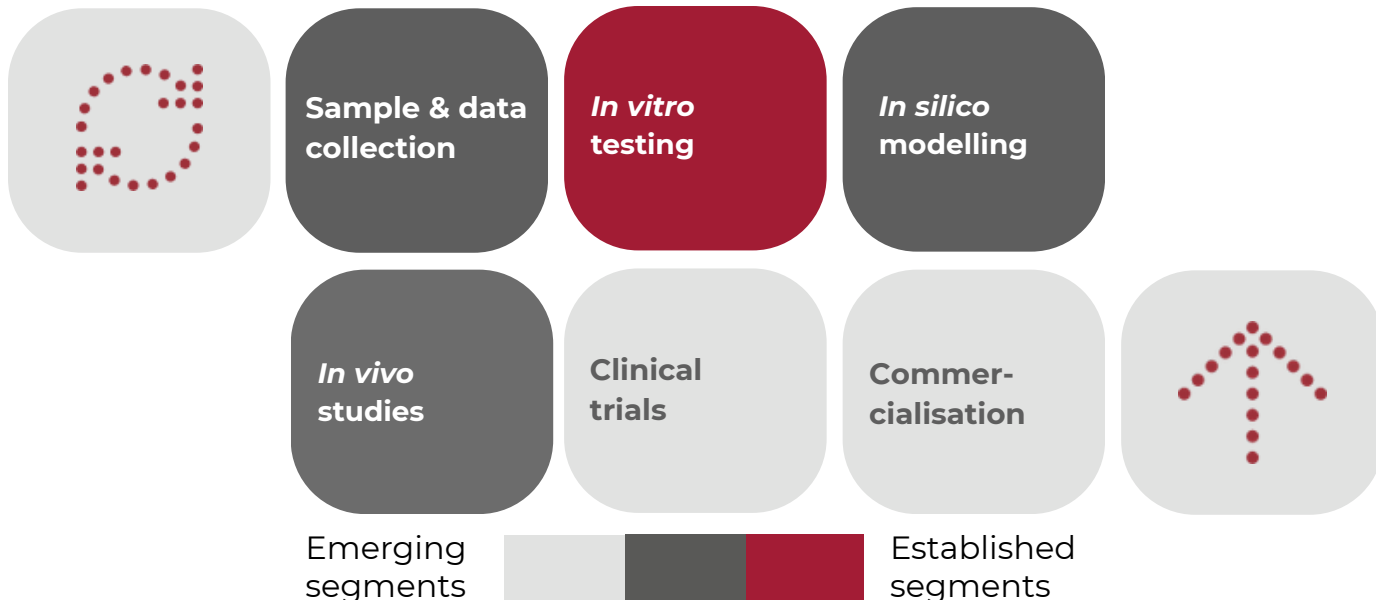 Sample & data
collection
In vitro
testing
In silico
modelling
In vivo
studies
Clinical
trials
Commer-
cialisation
Emerging
segments
Established
segments